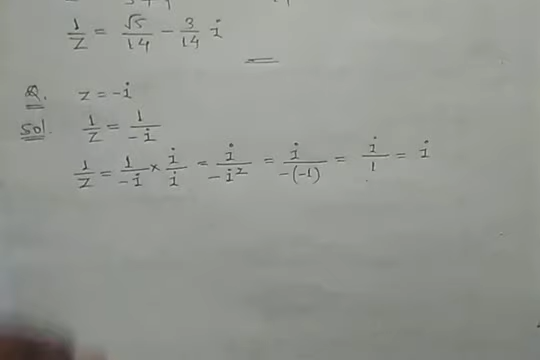 1/z = √5/14 - 3/14 i
Q. z = -i
Sol. 1/z = 1/-i
1/z = 1/-i × i/i = i/-i² = i/-(-1) = i/1 = i